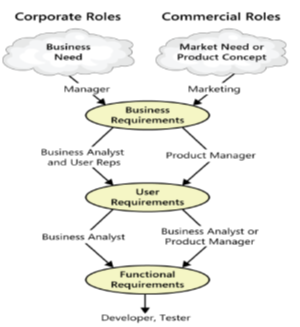 Corporate Roles
Commercial Roles
Business
Need
Market Need or
Product Concept
Manager
Marketing
Business
Requirements
Business Analyst
and User Reps
Product Manager
User
Requirements
Business Analyst
Business Analyst or
Product Manager
Functional
Requirements
Developer, Tester